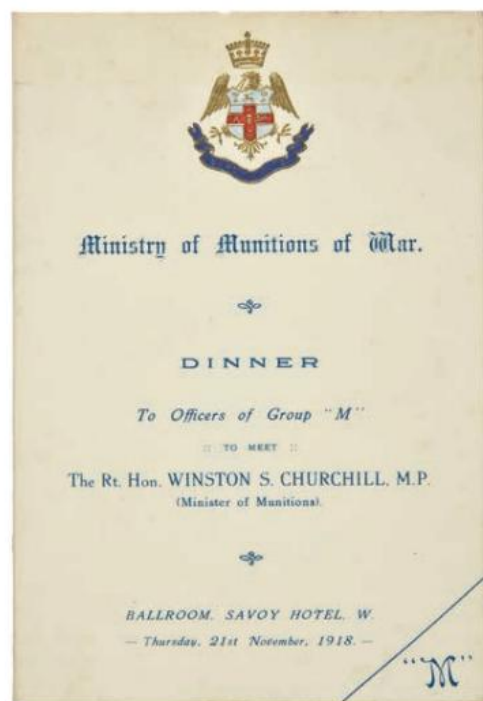 Ministry of Munitions of War.
DINNER
To Officers of Group "M"
:: TO MEET ::
The Rt. Hon. WINSTON S. CHURCHILL, M.P.
(Minister of Munitions).
BALLROOM, SAVOY HOTEL, W.
— Thursday, 21st November, 1918. —
"M"